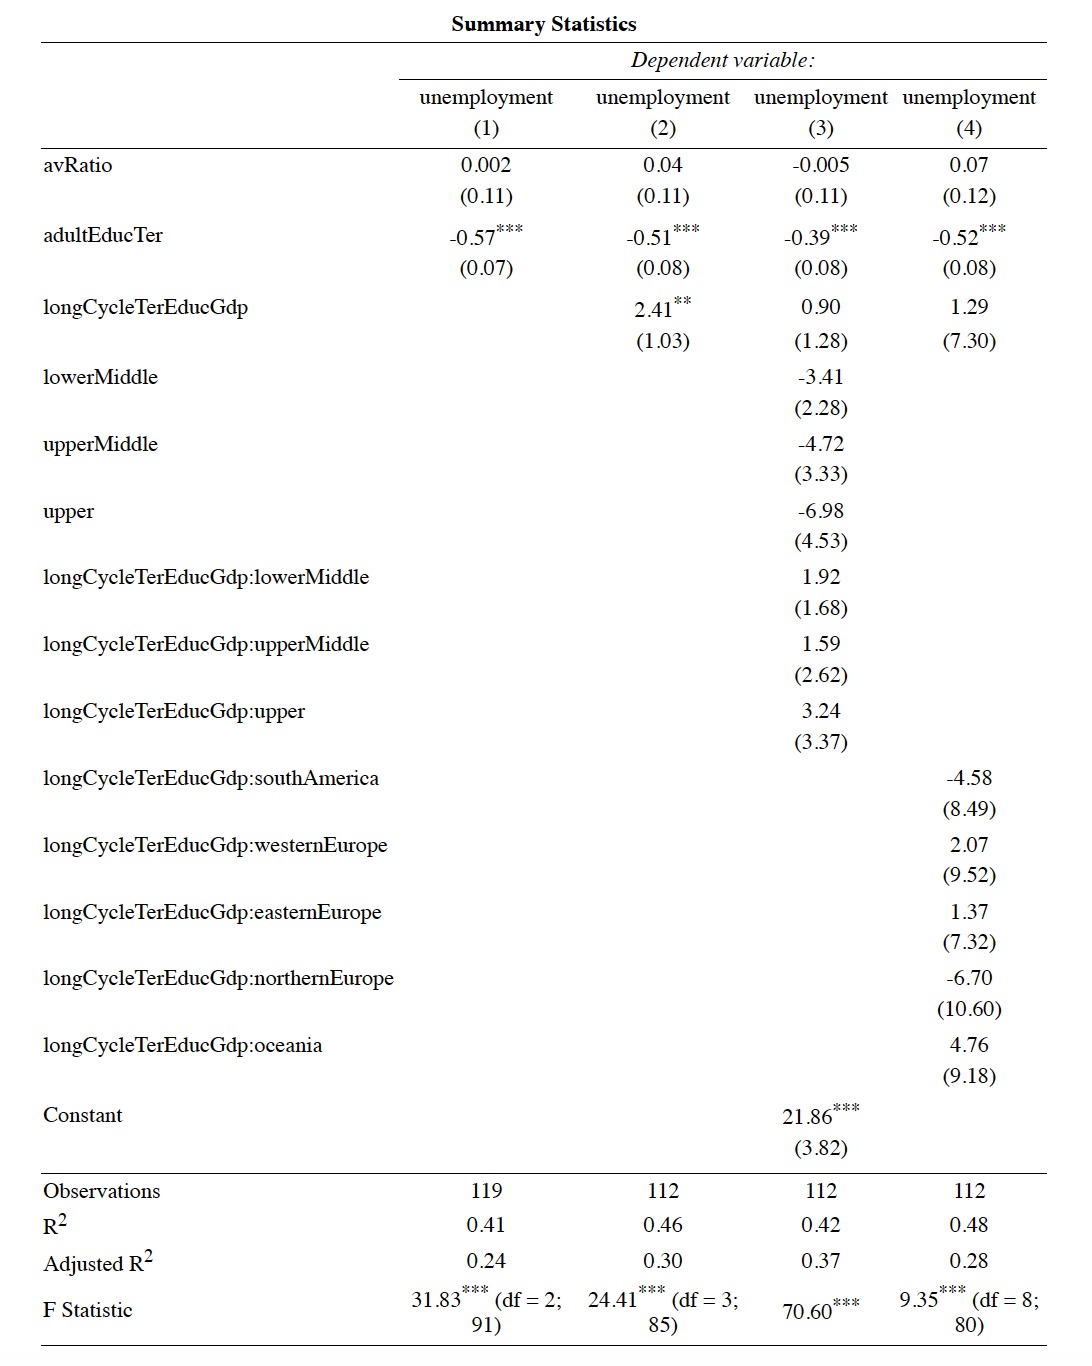 Summary Statistics
Dependent variable:
unemployment unemployment unemployment unemployment
(1) (2) (3) (4)
avRatio 0.002 0.04 -0.005 0.07
(0.11) (0.11) (0.11) (0.12)
adultEducTer -0.57*** -0.51*** -0.39*** -0.52***
(0.07) (0.08) (0.08) (0.08)
longCycleTerEducGdp 2.41** 0.90 1.29
(1.03) (1.28) (7.30)
lowerMiddle -3.41
(2.28)
upperMiddle -4.72
(3.33)
upper -6.98
(4.53)
longCycleTerEducGdp:lowerMiddle 1.92
(1.68)
longCycleTerEducGdp:upperMiddle 1.59
(2.62)
longCycleTerEducGdp:upper 3.24
(3.37)
longCycleTerEducGdp:southAmerica -4.58
(8.49)
longCycleTerEducGdp:westernEurope 2.07
(9.52)
longCycleTerEducGdp:easternEurope 1.37
(7.32)
longCycleTerEducGdp:northernEurope -6.70
(10.60)
longCycleTerEducGdp:oceania 4.76
(9.18)
Constant 21.86***
(3.82)
Observations 119 112 112 112
R2 0.41 0.46 0.42 0.48
Adjusted R2 0.24 0.30 0.37 0.28
F Statistic 31.83*** (df = 2; 91) 24.41*** (df = 3; 85) 70.60*** 9.35*** (df = 8; 80)